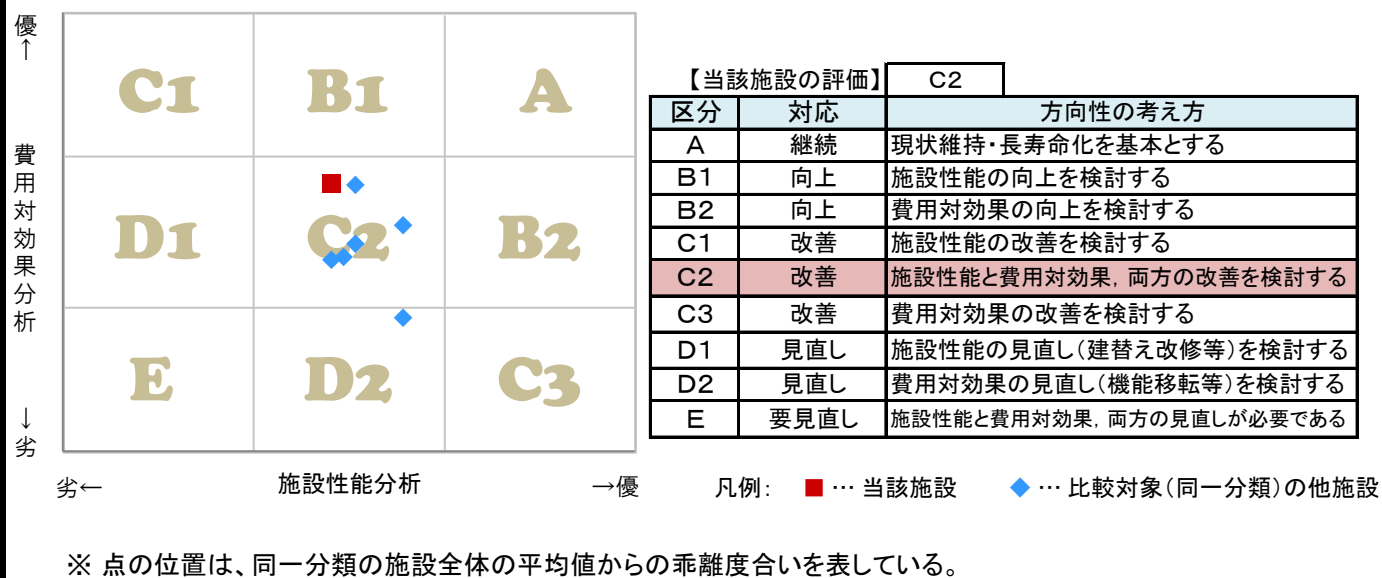 優
↑
費用対効果分析
↓
劣
C1 B1 A
D1 C2 B2
E D2 C3
劣← 施設性能分析 →優
【当該施設の評価】 C2
区分 対応 方向性の考え方
A 継続 現状維持・長寿命化を基本とする
B1 向上 施設性能の向上を検討する
B2 向上 費用対効果の向上を検討する
C1 改善 施設性能の改善を検討する
C2 改善 施設性能と費用対効果，両方の改善を検討する
C3 改善 費用対効果の改善を検討する
D1 見直し 施設性能の見直し（建替え改修等）を検討する
D2 見直し 費用対効果の見直し（機能移転等）を検討する
E 要見直し 施設性能と費用対効果，両方の見直しが必要である
凡例： ■ … 当該施設 ◆ … 比較対象（同一分類）の他施設
※ 点の位置は、同一分類の施設全体の平均値からの乖離度合いを表している。